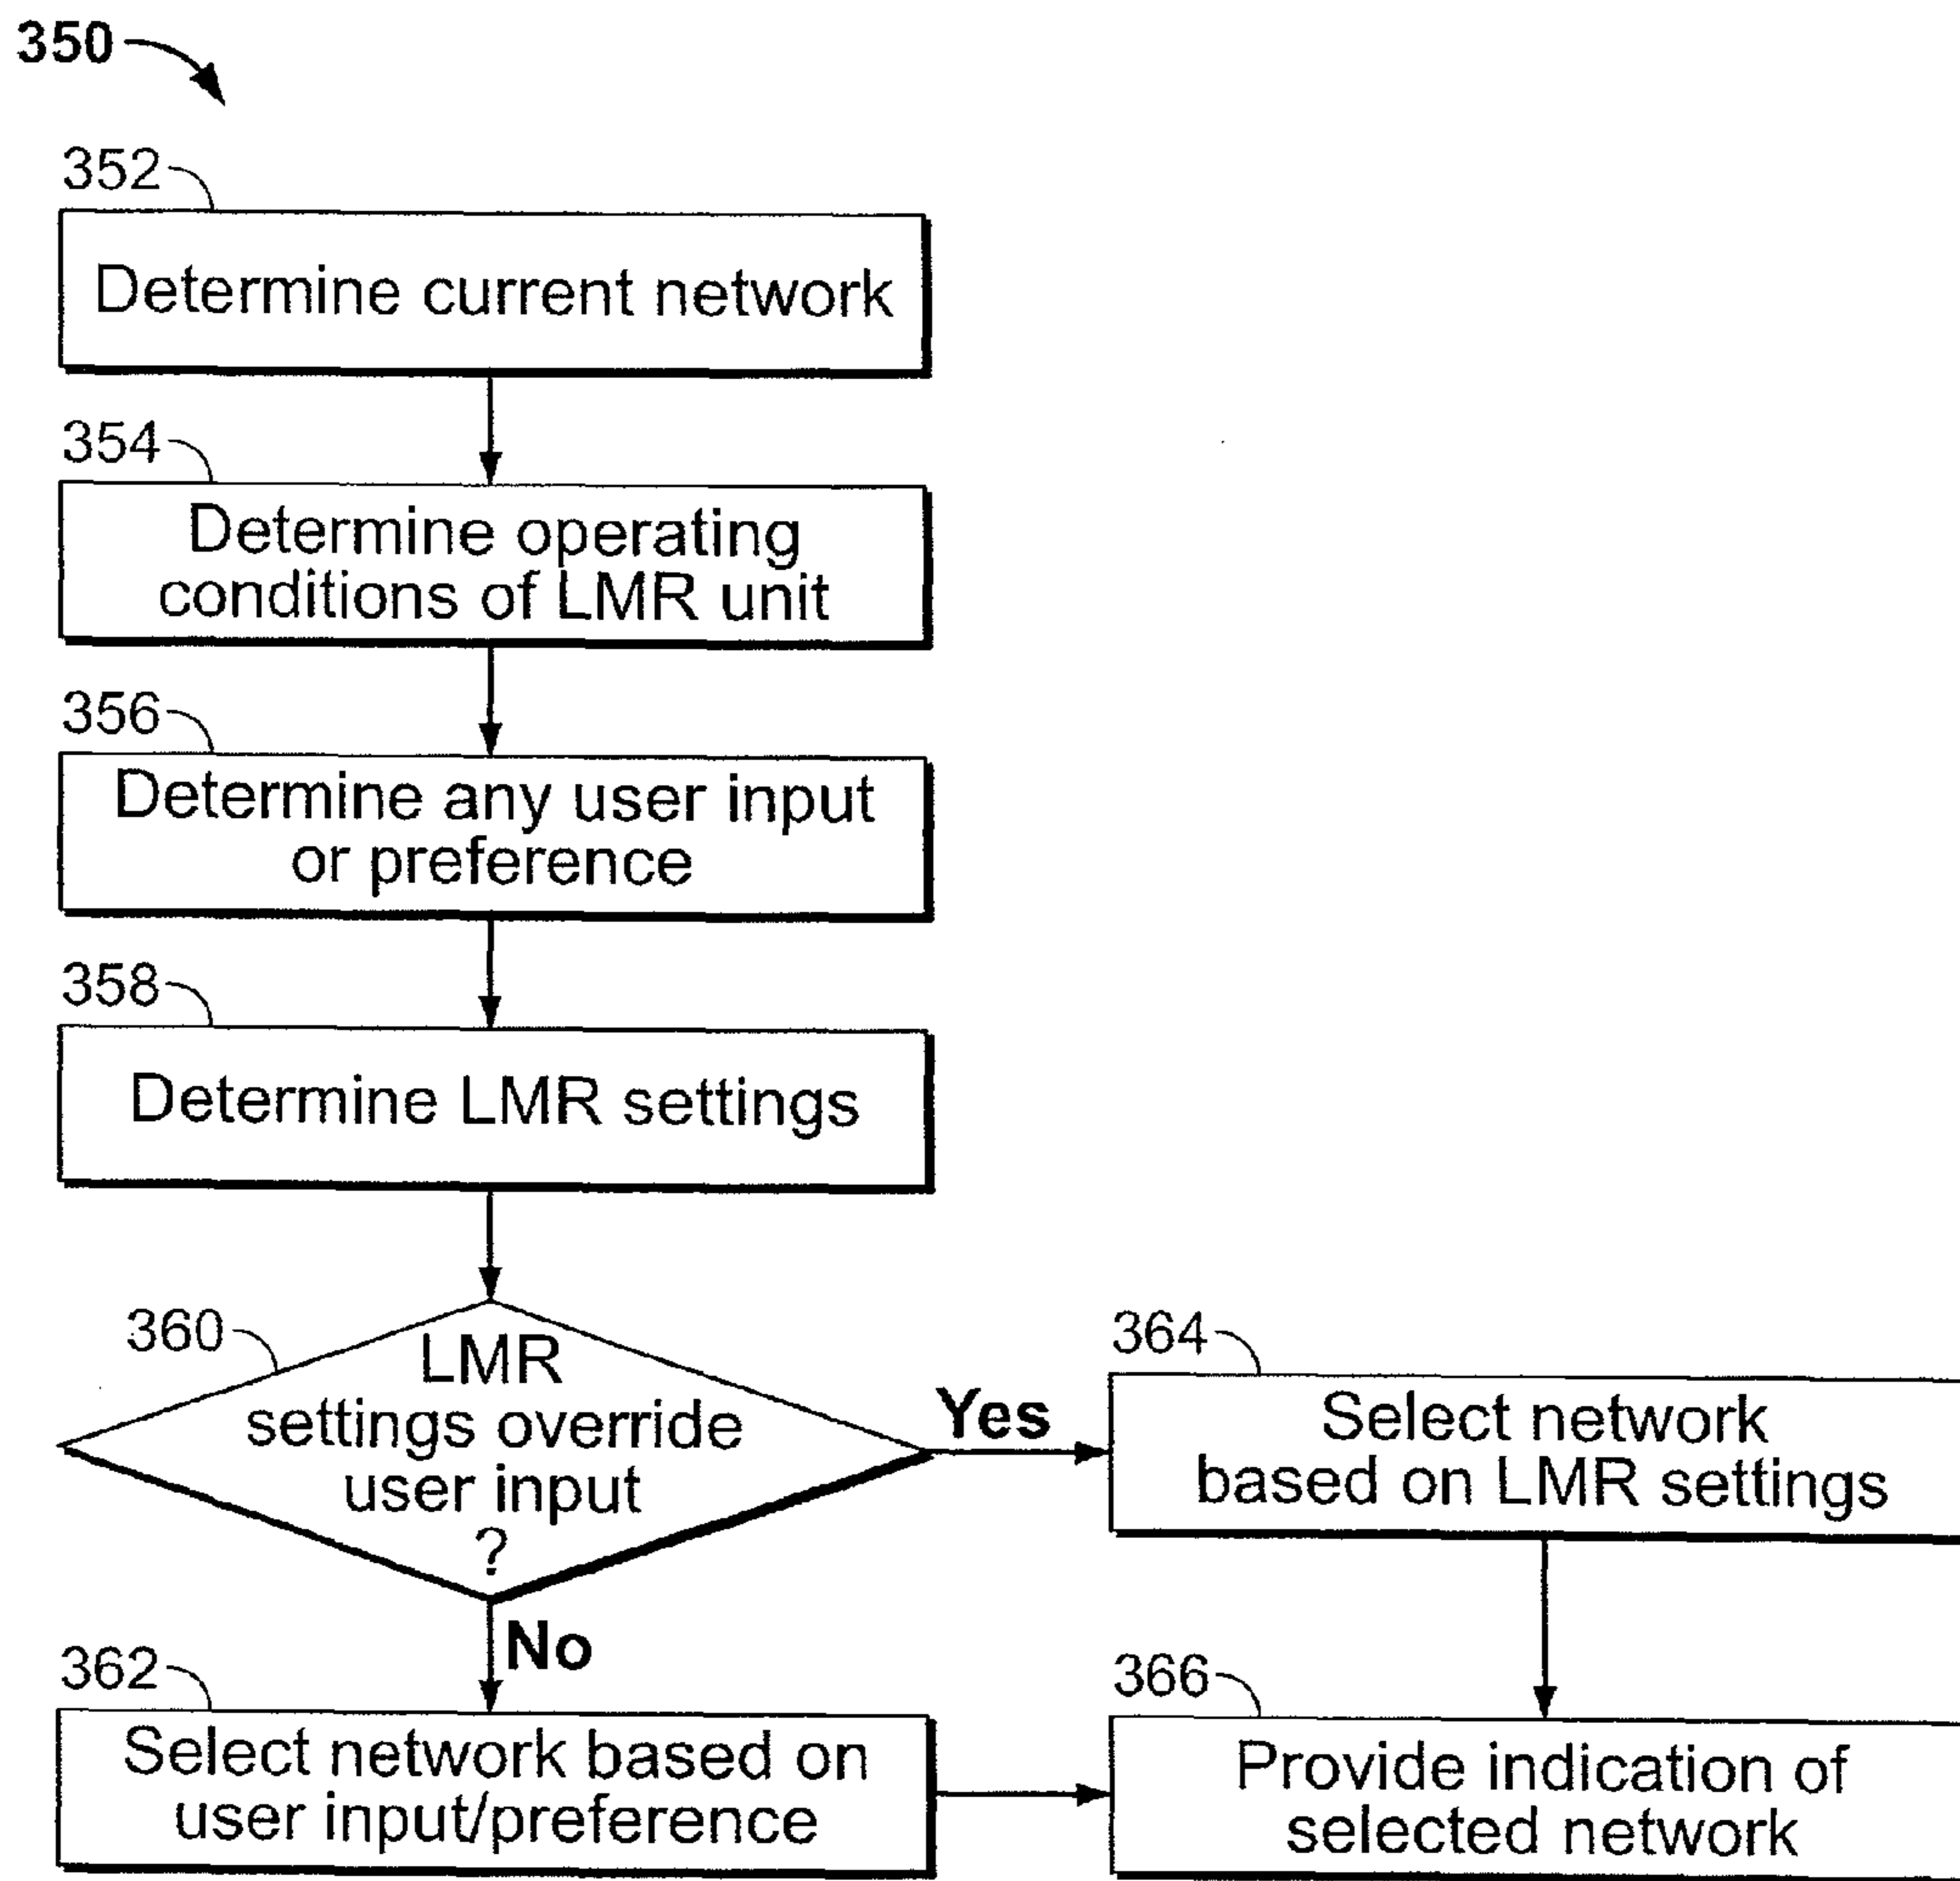 350
352
Determine current network
354
Determine operating
conditions of LMR unit
356
Determine any user input
or preference
358
Determine LMR settings
360
LMR
settings override
user input
?
Yes
No
364
Select network
based on LMR settings
362
Select network based on
user input/preference
366
Provide indication of
selected network